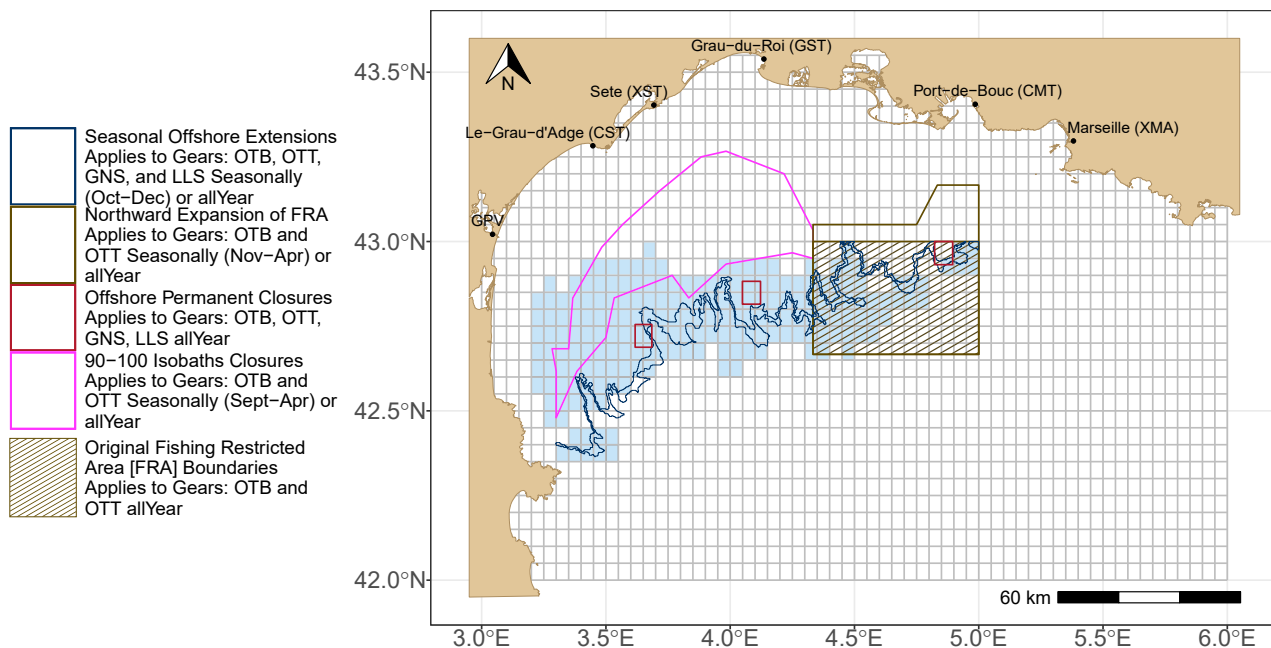 Seasonal Offshore Extensions
Applies to Gears: OTB, OTT,
GNS, and LLS Seasonally
(Oct−Dec) or allYear
Northward Expansion of FRA
Applies to Gears: OTB and
OTT Seasonally (Nov−Apr) or
allYear
Offshore Permanent Closures
Applies to Gears: OTB, OTT,
GNS, LLS allYear
90−100 Isobaths Closures
Applies to Gears: OTB and
OTT Seasonally (Sept−Apr) or
allYear
Original Fishing Restricted
Area [FRA] Boundaries
Applies to Gears: OTB and
OTT allYear
43.5°N
43.0°N
42.5°N
42.0°N
N
Grau−du−Roi (GST)
Sete (XST)
Port−de−Bouc (CMT)
Le−Grau−d'Adge (CST)
Marseille (XMA)
GPV
60 km
3.0°E
3.5°E
4.0°E
4.5°E
5.0°E
5.5°E
6.0°E